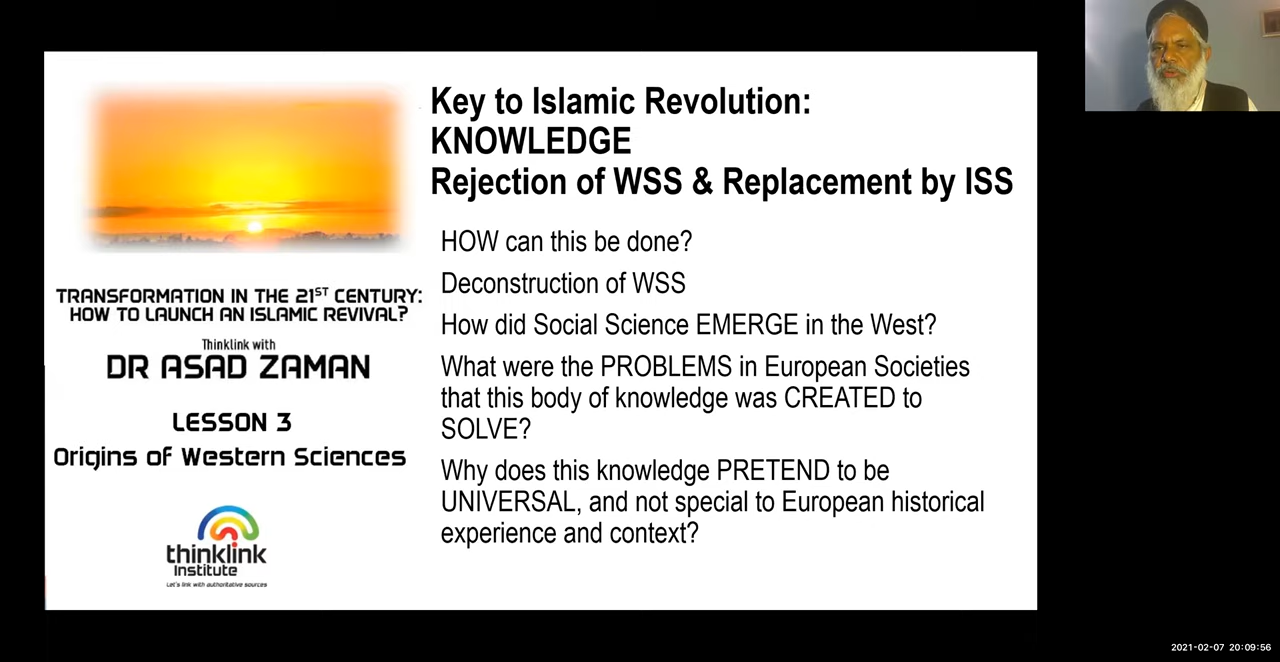 Key to Islamic Revolution:
KNOWLEDGE
Rejection of WSS & Replacement by ISS
HOW can this be done?
Deconstruction of WSS
How did Social Science EMERGE in the West?
What were the PROBLEMS in European Societies
that this body of knowledge was CREATED to
SOLVE?
Why does this knowledge PRETEND to be
UNIVERSAL, and not special to European historical
experience and context?
TRANSFORMATION IN THE 21ST CENTURY:
HOW TO LAUNCH AN ISLAMIC REVIVAL?
Thinklink with
DR ASAD ZAMAN
LESSON 3
Origins of Western Sciences
thinklink
Institute
Let's link with authoritative sources
2021-02-07 20:09:56